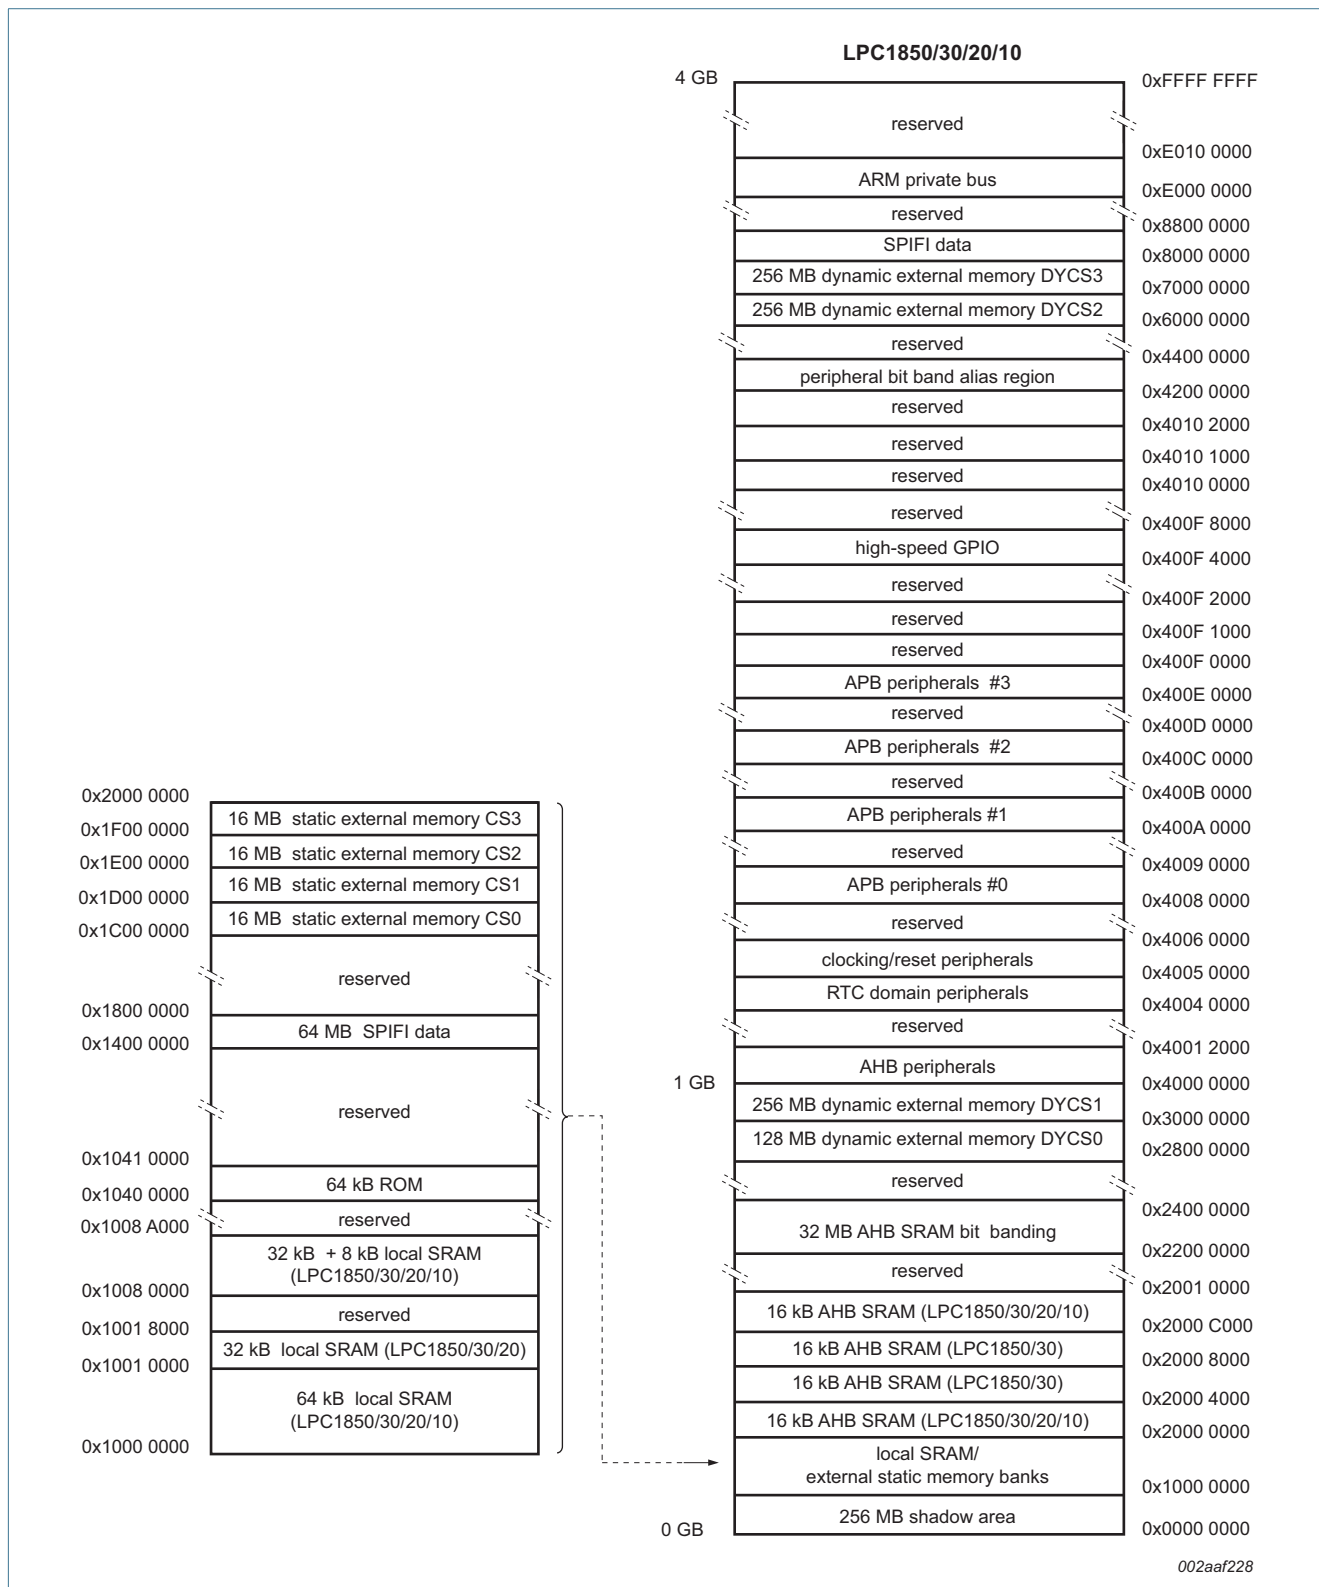 LPC1850/30/20/10
4 GB
0xFFFF FFFF
reserved
0xE010 0000
ARM private bus
0xE000 0000
reserved
0x8800 0000
SPIFI data
0x8000 0000
256 MB dynamic external memory DYCS3
0x7000 0000
256 MB dynamic external memory DYCS2
0x6000 0000
reserved
0x4400 0000
peripheral bit band alias region
0x4200 0000
reserved
0x4010 2000
reserved
0x4010 1000
reserved
0x4010 0000
reserved
0x400F 8000
high-speed GPIO
0x400F 4000
reserved
0x400F 2000
reserved
0x400F 1000
reserved
0x400F 0000
APB peripherals #3
0x400E 0000
reserved
0x400D 0000
APB peripherals #2
0x400C 0000
reserved
0x400B 0000
APB peripherals #1
0x400A 0000
reserved
0x4009 0000
APB peripherals #0
0x4008 0000
reserved
0x4006 0000
clocking/reset peripherals
0x4005 0000
RTC domain peripherals
0x4004 0000
reserved
0x4001 2000
AHB peripherals
1 GB
0x4000 0000
256 MB dynamic external memory DYCS1
0x3000 0000
128 MB dynamic external memory DYCS0
0x2800 0000
reserved
0x2400 0000
32 MB AHB SRAM bit banding
0x2200 0000
reserved
0x2001 0000
16 kB AHB SRAM (LPC1850/30/20/10)
0x2000 C000
16 kB AHB SRAM (LPC1850/30)
0x2000 8000
16 kB AHB SRAM (LPC1850/30)
0x2000 4000
16 kB AHB SRAM (LPC1850/30/20/10)
0x2000 0000
local SRAM/
external static memory banks
0x1000 0000
256 MB shadow area
0 GB
0x0000 0000
0x2000 0000
16 MB static external memory CS3
0x1F00 0000
16 MB static external memory CS2
0x1E00 0000
16 MB static external memory CS1
0x1D00 0000
16 MB static external memory CS0
0x1C00 0000
reserved
0x1800 0000
64 MB SPIFI data
0x1400 0000
reserved
0x1041 0000
64 kB ROM
0x1040 0000
reserved
0x1008 A000
32 kB + 8 kB local SRAM
(LPC1850/30/20/10)
0x1008 0000
reserved
0x1001 8000
32 kB local SRAM (LPC1850/30/20)
0x1001 0000
64 kB local SRAM
(LPC1850/30/20/10)
0x1000 0000
002aaf228